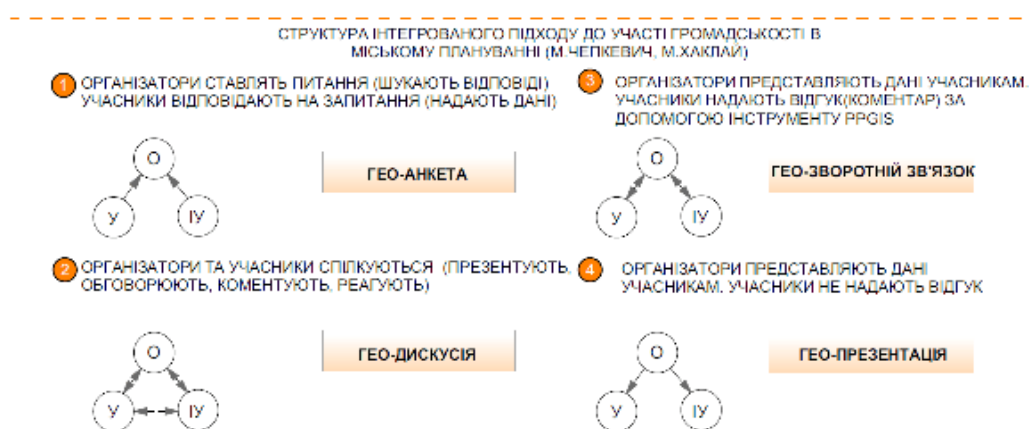 СТРУКТУРА ІНТЕГРОВАНОГО ПІДХОДУ ДО УЧАСТІ ГРОМАДСЬКОСТІ В
МІСЬКОМУ ПЛАНУВАННІ (М.ЧЕПКЕВИЧ, М.ХАКЛАЙ)
1 ОРГАНІЗАТОРИ СТАВЛЯТЬ ПИТАННЯ (ШУКАЮТЬ ВІДПОВІДІ)
УЧАСНИКИ ВІДПОВІДАЮТЬ НА ЗАПИТАННЯ (НАДАЮТЬ ДАНІ)
О
У
ІУ
ГЕО-АНКЕТА
2 ОРГАНІЗАТОРИ ТА УЧАСНИКИ СПІЛКУЮТЬСЯ (ПРЕЗЕНТУЮТЬ,
ОБГОВОРЮЮТЬ, КОМЕНТУЮТЬ, РЕАГУЮТЬ)
О
У
ІУ
ГЕО-ДИСКУСІЯ
3 ОРГАНІЗАТОРИ ПРЕДСТАВЛЯЮТЬ ДАНІ УЧАСНИКАМ.
УЧАСНИКИ НАДАЮТЬ ВІДГУК(КОМЕНТАР) ЗА
ДОПОМОГОЮ ІНСТРУМЕНТУ PPGIS
О
У
ІУ
ГЕО-ЗВОРОТНІЙ ЗВ'ЯЗОК
4 ОРГАНІЗАТОРИ ПРЕДСТАВЛЯЮТЬ ДАНІ
УЧАСНИКАМ. УЧАСНИКИ НЕ НАДАЮТЬ ВІДГУК
О
У
ІУ
ГЕО-ПРЕЗЕНТАЦІЯ